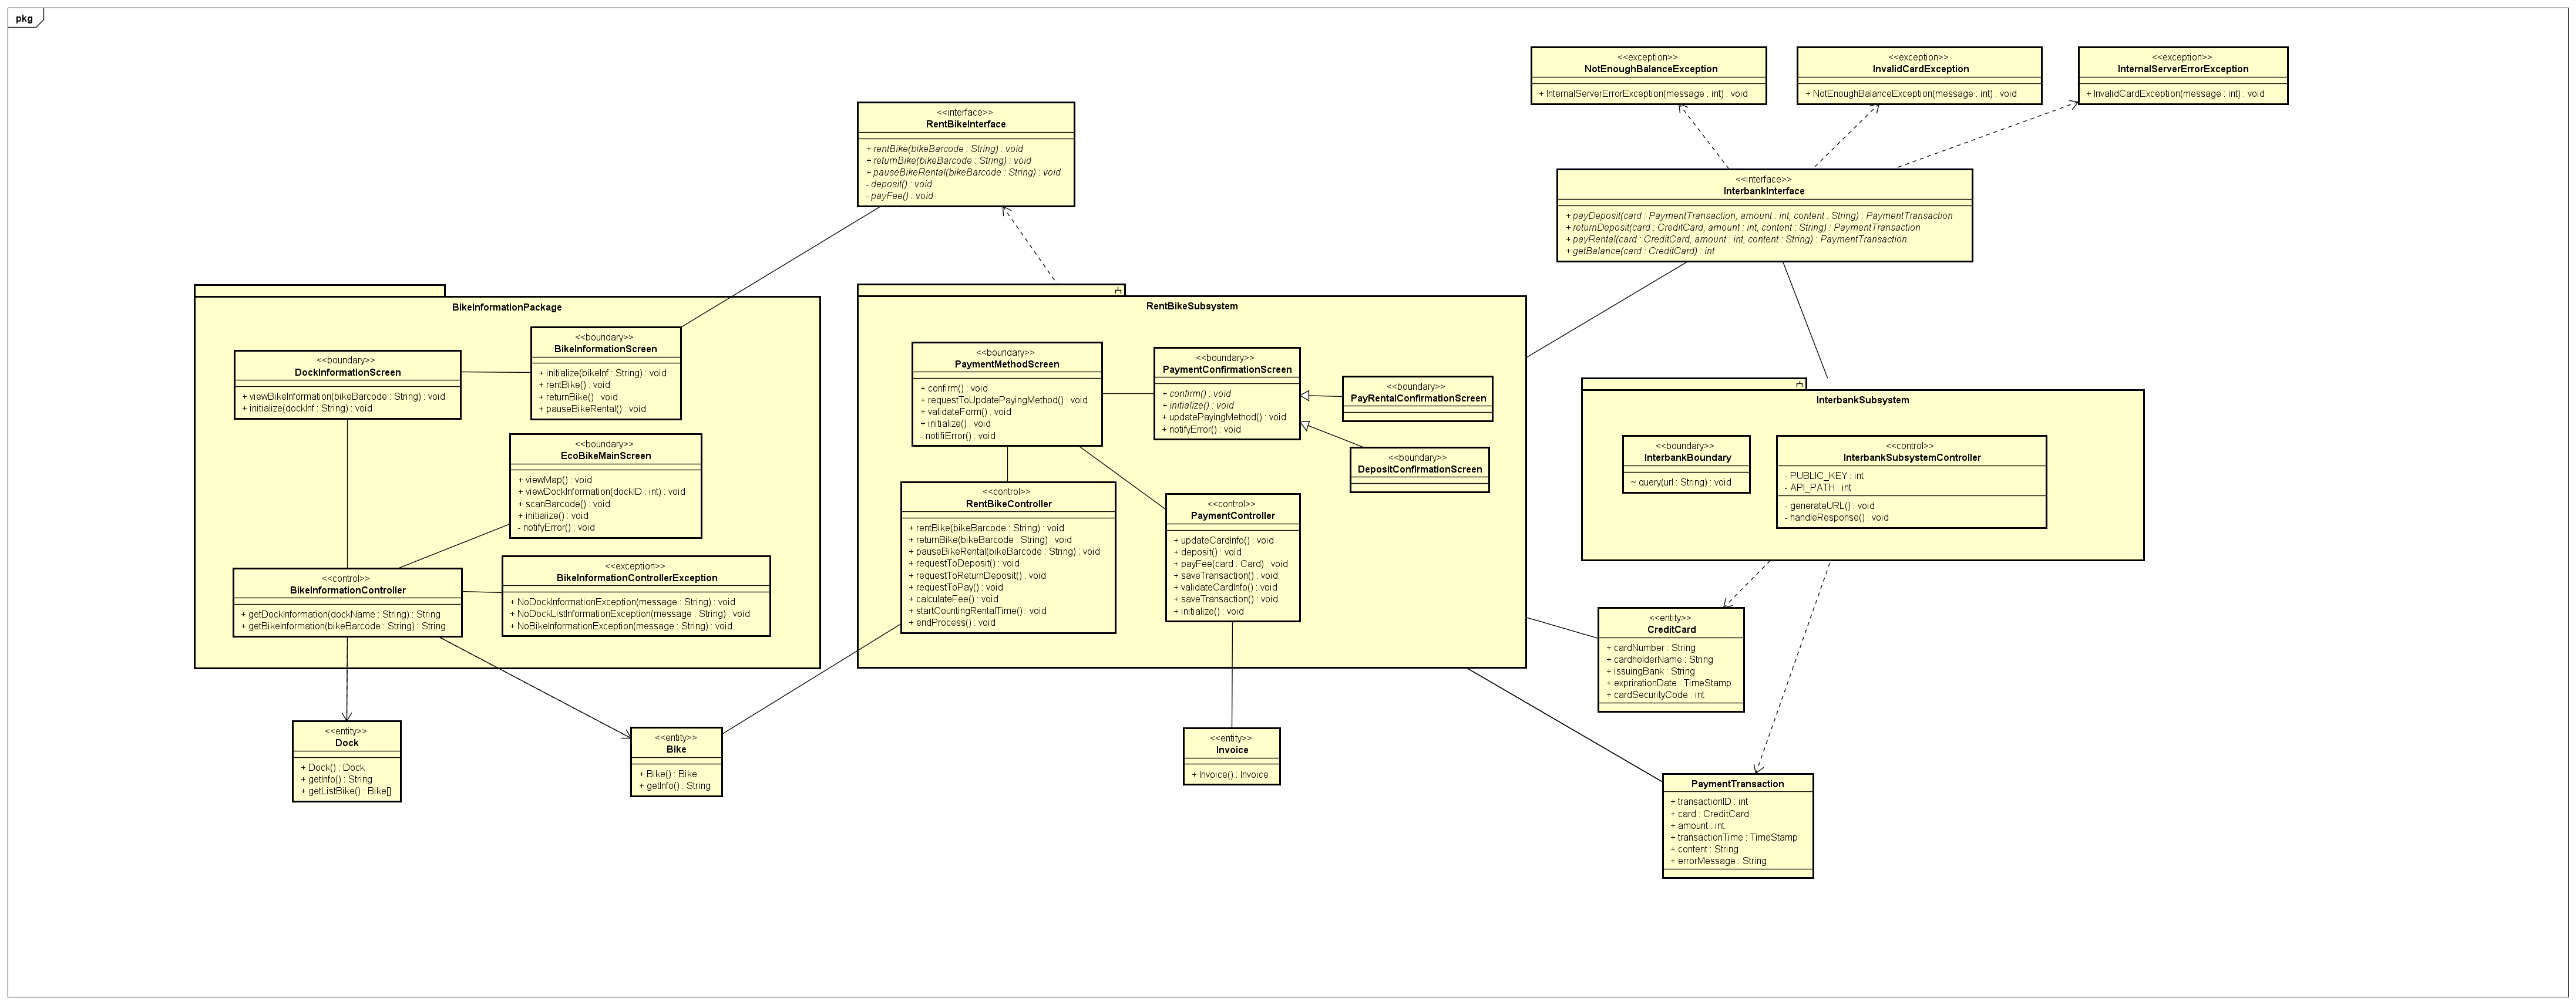 pkg
<<exception>>
NotEnoughBalanceException
+ InternalServerErrorException(message : int) : void
<<exception>>
InvalidCardException
+ NotEnoughBalanceException(message : int) : void
<<exception>>
InternalServerErrorException
+ InvalidCardException(message : int) : void
<<interface>>
RentBikeInterface
+ rentBike(bikeBarcode : String) : void
+ returnBike(bikeBarcode : String) : void
+ pauseBikeRental(bikeBarcode : String) : void
- deposit() : void
- payFee() : void
<<interface>>
InterbankInterface
+ payDeposit(card : PaymentTransaction, amount : int, content : String) : PaymentTransaction
+ returnDeposit(card : CreditCard, amount : int, content : String) : PaymentTransaction
+ payRental(card : CreditCard, amount : int, content : String) : PaymentTransaction
+ getBalance(card : CreditCard) : int
BikeInformationPackage
<<boundary>>
BikeInformationScreen
+ initialize(bikeInf : String) : void
+ rentBike() : void
+ returnBike() : void
+ pauseBikeRental() : void
<<boundary>>
DockInformationScreen
+ viewBikeInformation(bikeBarcode : String) : void
+ initialize(dockInf : String) : void
<<boundary>>
EcoBikeMainScreen
+ viewMap() : void
+ viewDockInformation(dockID : int) : void
+ scanBarcode() : void
+ initialize() : void
- notifyError() : void
<<control>>
BikeInformationController
+ getDockInformation(dockName : String) : String
+ getBikeInformation(bikeBarcode : String) : String
<<exception>>
BikeInformationControllerException
+ NoDockInformationException(message : String) : void
+ NoDockListInformationException(message : String) : void
+ NoBikeInformationException(message : String) : void
RentBikeSubsystem
<<boundary>>
PaymentMethodScreen
+ confirm() : void
+ requestToUpdatePayingMethod() : void
+ validateForm() : void
+ initialize() : void
- notifiError() : void
<<boundary>>
PaymentConfirmationScreen
+ confirm() : void
+ initialize() : void
+ updatePayingMethod() : void
+ notifyError() : void
<<boundary>>
PayRentalConfirmationScreen
<<boundary>>
DepositConfirmationScreen
<<control>>
RentBikeController
+ rentBike(bikeBarcode : String) : void
+ returnBike(bikeBarcode : String) : void
+ pauseBikeRental(bikeBarcode : String) : void
+ requestToDeposit() : void
+ requestToReturnDeposit() : void
+ requestToPay() : void
+ calculateFee() : void
+ startCountingRentalTime() : void
+ endProcess() : void
<<control>>
PaymentController
+ updateCardInfo() : void
+ deposit() : void
+ payFee(card : Card) : void
+ saveTransaction() : void
+ validateCardInfo() : void
+ saveTransaction() : void
+ initialize() : void
InterbankSubsystem
<<boundary>>
InterbankBoundary
~ query(url : String) : void
<<control>>
InterbankSubsystemController
- PUBLIC_KEY : int
- API_PATH : int
- generateURL() : void
- handleResponse() : void
<<entity>>
CreditCard
+ cardNumber : String
+ cardholderName : String
+ issuingBank : String
+ exprirationDate : TimeStamp
+ cardSecurityCode : int
<<entity>>
Dock
+ Dock() : Dock
+ getInfo() : String
+ getListBike() : Bike[]
<<entity>>
Bike
+ Bike() : Bike
+ getInfo() : String
<<entity>>
Invoice
+ Invoice() : Invoice
PaymentTransaction
+ transactionID : int
+ card : CreditCard
+ amount : int
+ transactionTime : TimeStamp
+ content : String
+ errorMessage : String